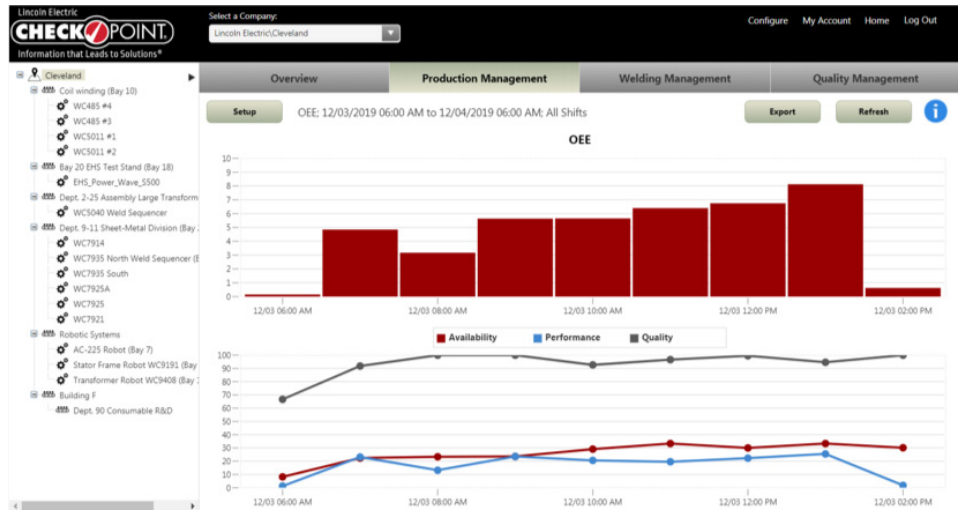 Lincoln Electric
CHECKPOINT.
Information that Leads to Solutions®
Select a Company:
Lincoln Electric\Cleveland
Configure My Account Home Log Out
Cleveland
Coil winding (Bay 10)
WC485 #4
WC485 #3
WC5011 #1
WC5011 #2
Bay 20 EHS Test Stand (Bay 18)
EHS_Power_Wave_S500
Dept. 2-25 Assembly Large Transform
WC5040 Weld Sequencer
Dept. 9-11 Sheet-Metal Division (Bay
WC7914
WC7935 North Weld Sequencer (
WC7935 South
WC7925A
WC7925
WC7921
Robotic Systems
AC-225 Robot (Bay 7)
Stator Frame Robot WC9191 (Bay
Transformer Robot WC9408 (Bay
Building F
Dept. 90 Consumable R&D
Overview Production Management Welding Management Quality Management
Setup OEE; 12/03/2019 06:00 AM to 12/04/2019 06:00 AM; All Shifts Export Refresh i
OEE
10
9
8
7
6
5
4
3
2
1
0
12/03 06:00 AM 12/03 08:00 AM 12/03 10:00 AM 12/03 12:00 PM 12/03 02:00 PM
Availability Performance Quality
100
90
80
70
60
50
40
30
20
10
0
12/03 06:00 AM 12/03 08:00 AM 12/03 10:00 AM 12/03 12:00 PM 12/03 02:00 PM